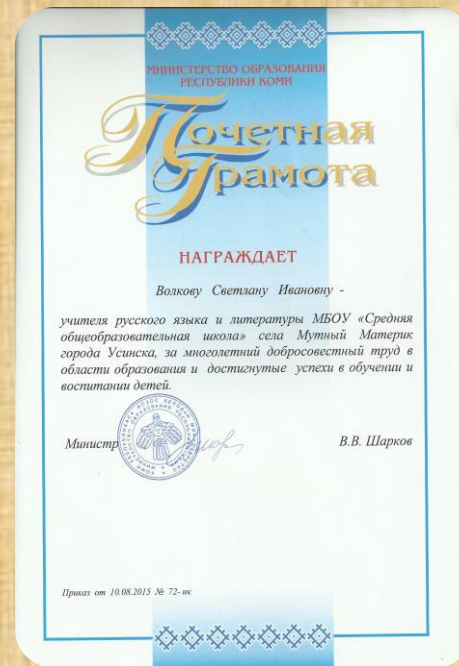 МИНИСТЕРСТВО ОБРАЗОВАНИЯ
РЕСПУБЛИКИ КОМИ
Почетная
Грамота
НАГРАЖДАЕТ
Волкову Светлану Ивановну -
учителя русского языка и литературы МБОУ «Средняя
общеобразовательная школа» села Мутный Материк
города Усинска, за многолетний добросовестный труд в
области образования и достигнутые успехи в обучении и
воспитании детей.
Министр В.В. Шарков
Приказ от 10.08.2015 № 72- нк